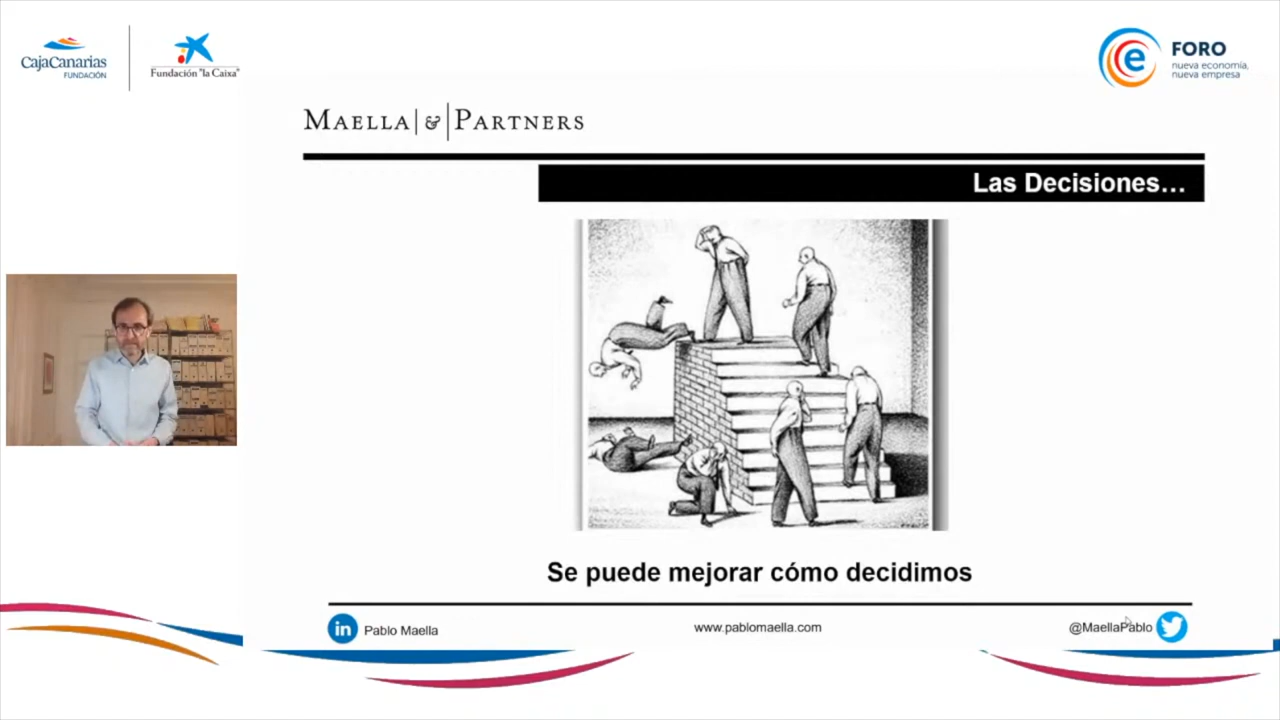 CajaCanarias
FUNDACIÓN
Fundación "la Caixa"
FORO
nueva economía,
nueva empresa
MAELLA & PARTNERS
Las Decisiones...
Se puede mejorar cómo decidimos
in Pablo Maella
www.pablomaella.com
@MaellaPablo